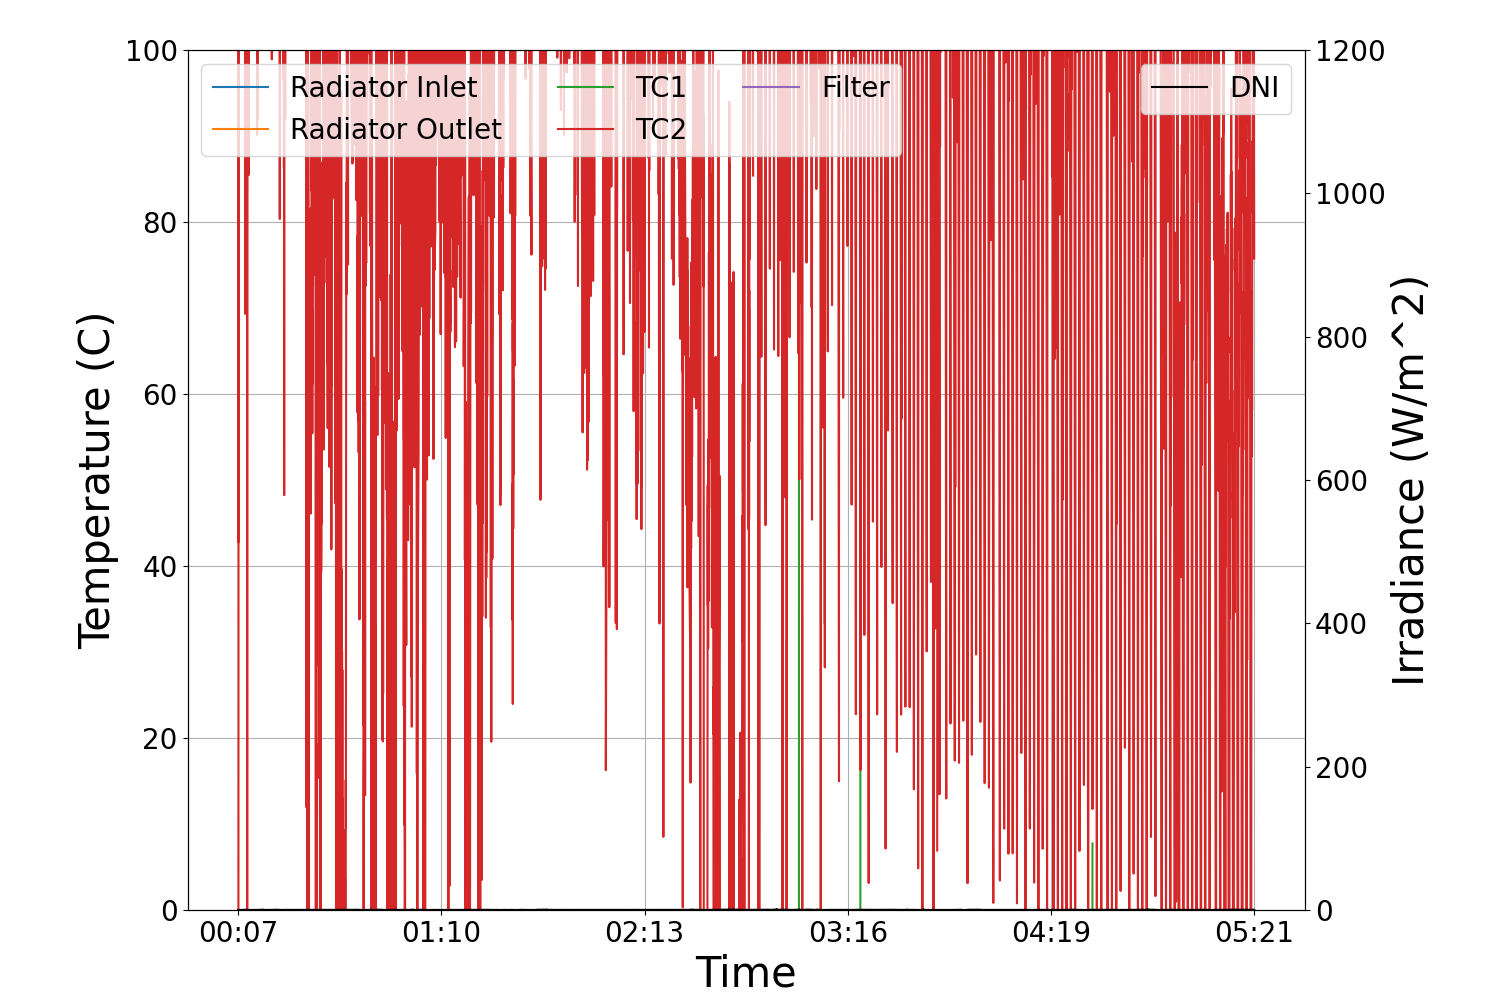 100
80
60
40
20
0
Temperature (C)
Radiator Inlet
Radiator Outlet
TC1
TC2
Filter
DNI
1200
1000
800
600
400
200
0
Irradiance (W/m^2)
00:07 01:10 02:13 03:16 04:19 05:21
Time